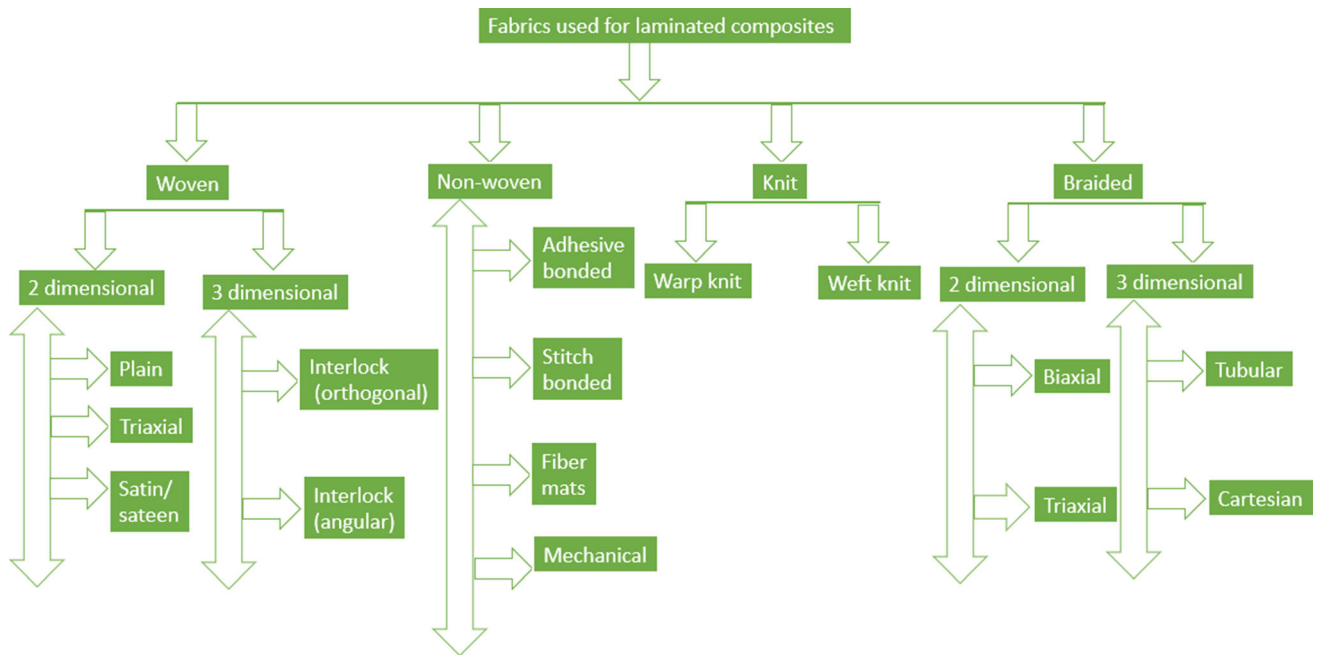 Fabrics used for laminated composites
Woven
Non-woven
Knit
Braided
2 dimensional
3 dimensional
Adhesive
bonded
Warp knit
Weft knit
2 dimensional
3 dimensional
Plain
Triaxial
Satin/
sateen
Interlock
(orthogonal)
Interlock
(angular)
Stitch
bonded
Fiber
mats
Mechanical
Biaxial
Triaxial
Tubular
Cartesian